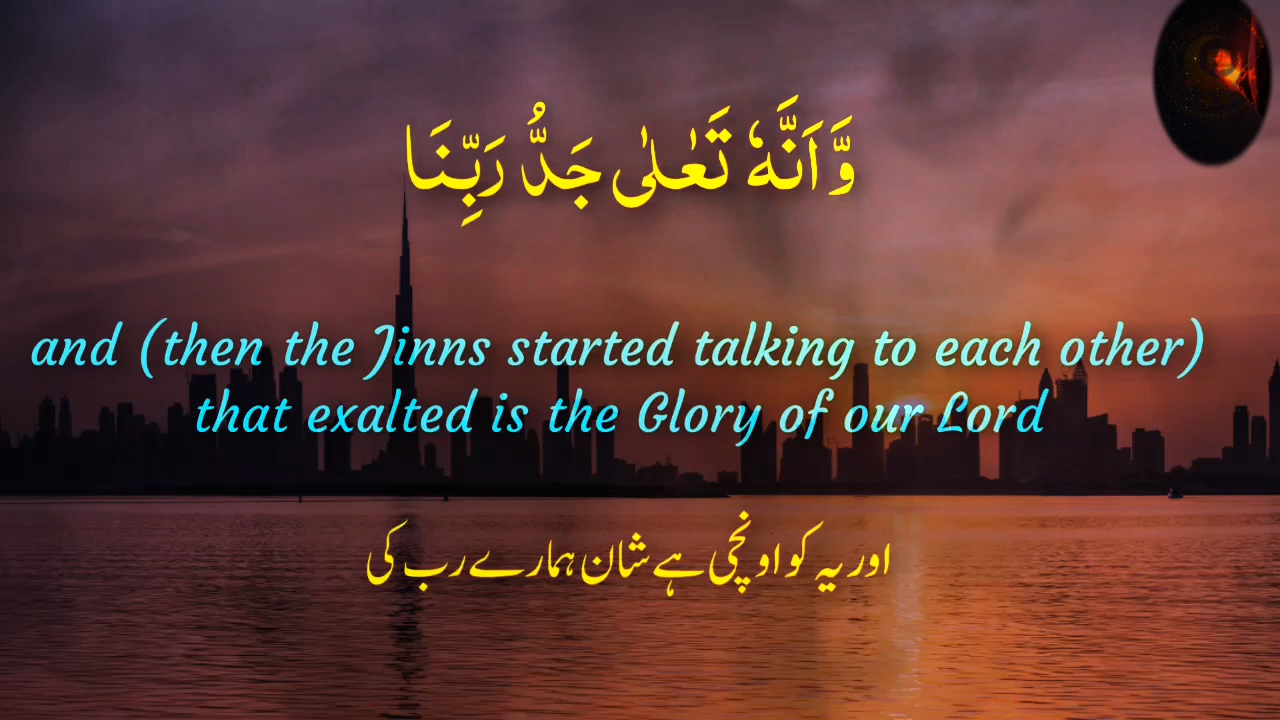 وَّاَنَّهٗ تَعٰلٰى جَدُّ رَبِّنَا
and (then the Jinns started talking to each other)
that exalted is the Glory of our Lord
اور یہ کو اونچی ہے شان ہمارے رب کی